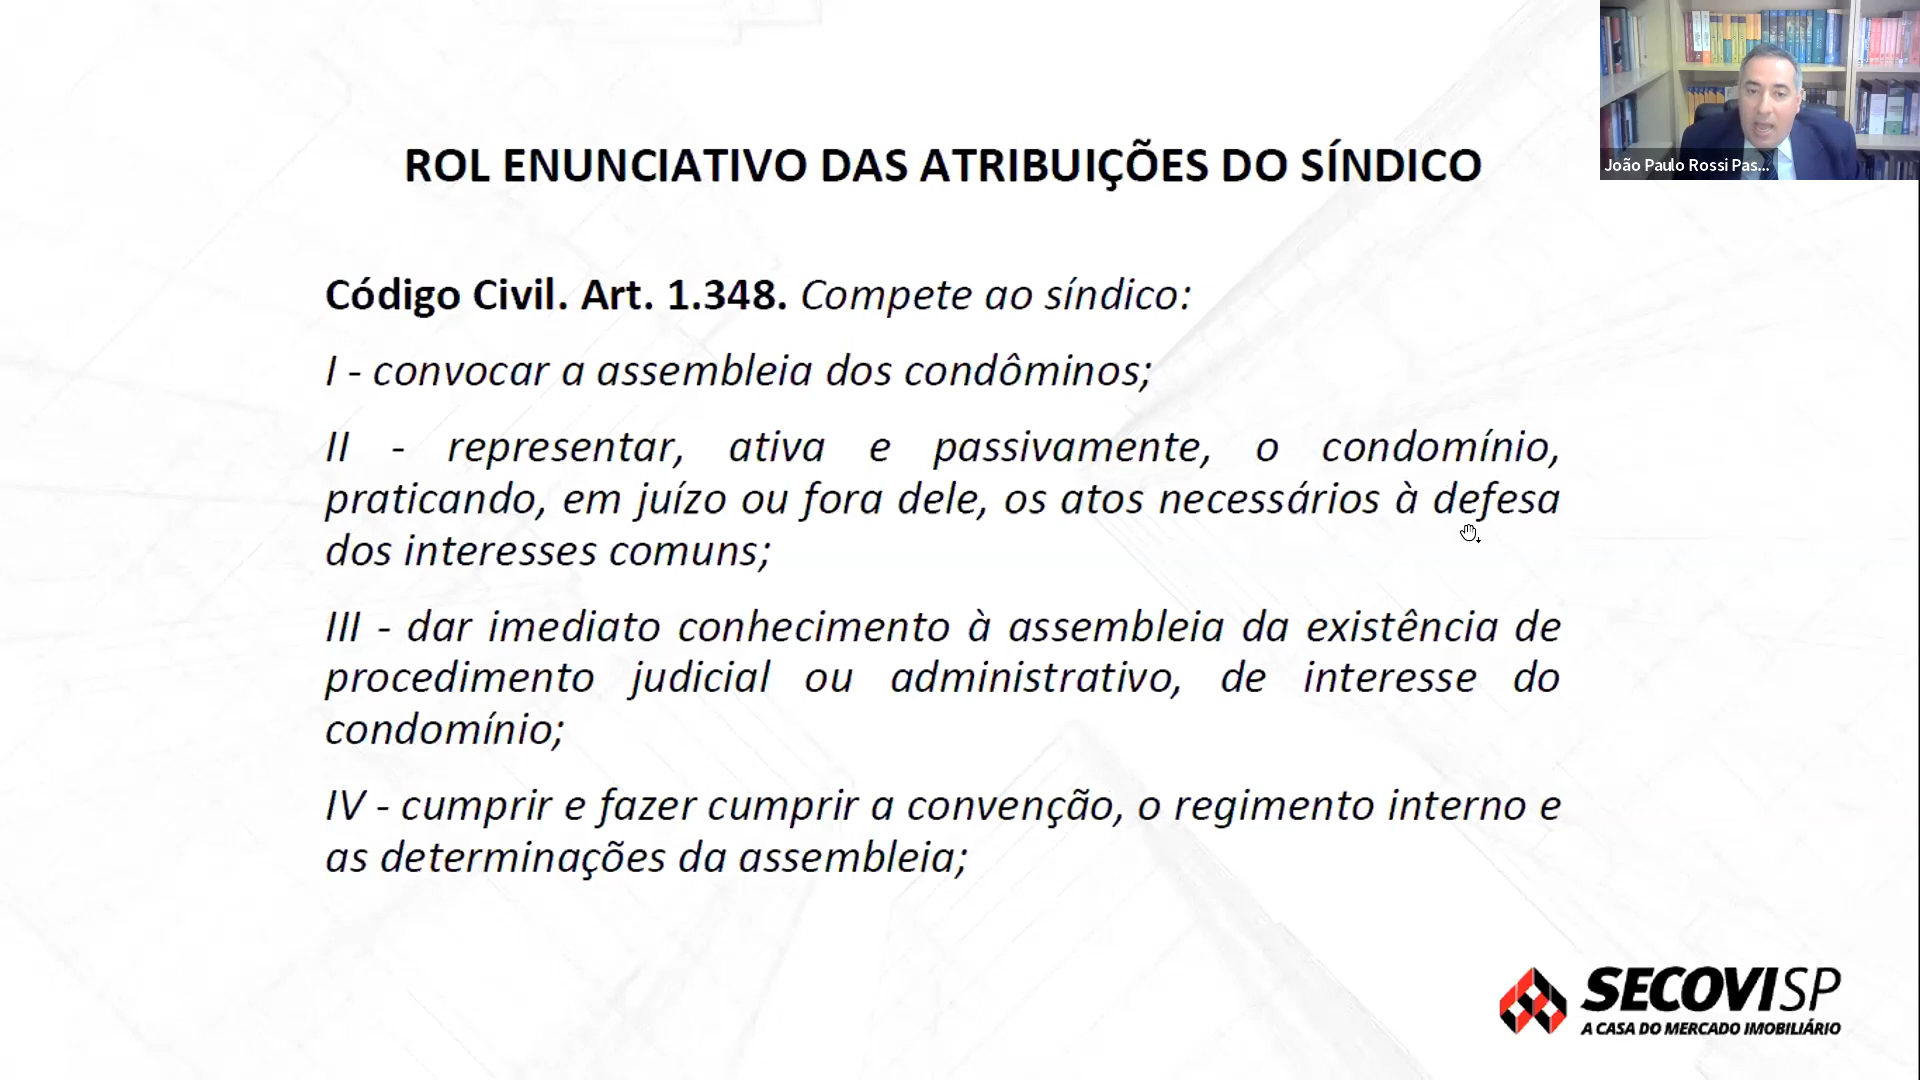 João Paulo Rossi Pas...
ROL ENUNCIATIVO DAS ATRIBUIÇÕES DO SÍNDICO
Código Civil. Art. 1.348. Compete ao síndico:
I - convocar a assembleia dos condôminos;
II - representar, ativa e passivamente, o condomínio,
praticando, em juízo ou fora dele, os atos necessários à defesa
dos interesses comuns;
III - dar imediato conhecimento à assembleia da existência de
procedimento judicial ou administrativo, de interesse do
condomínio;
IV - cumprir e fazer cumprir a convenção, o regimento interno e
as determinações da assembleia;
SECOVISP
A CASA DO MERCADO IMOBILIÁRIO